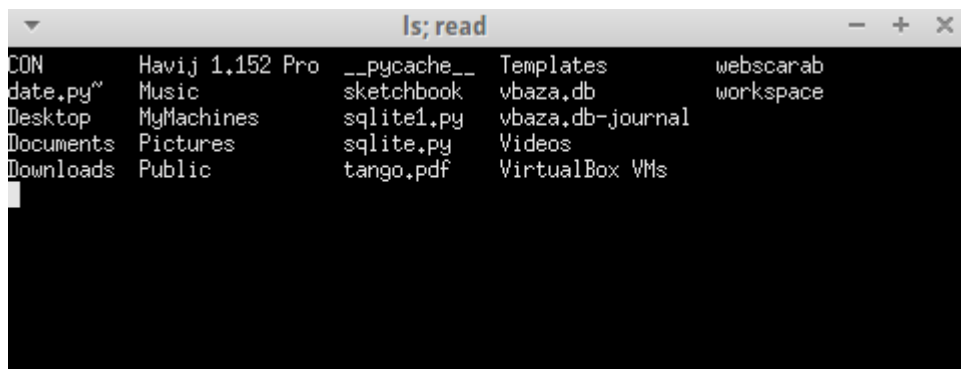 ls; read
CON Havij 1.152 Pro __pycache__ Templates webscarab
date.py~ Music sketchbook vbaza.db workspace
Desktop MyMachines sqlite1.py vbaza.db-journal
Documents Pictures sqlite.py Videos
Downloads Public tango.pdf VirtualBox VMs